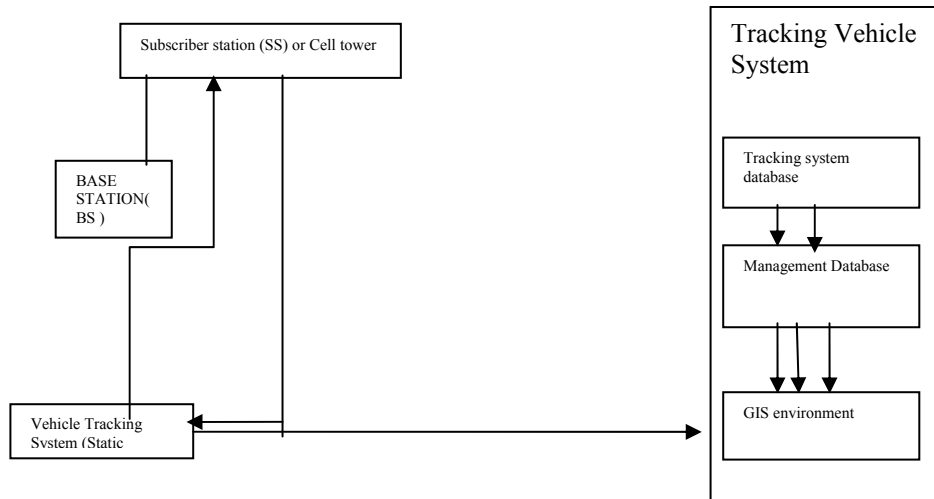 Subscriber station (SS) or Cell tower
BASE
STATION(
BS )
Vehicle Tracking
System (Static
Tracking Vehicle
System
Tracking system
database
Management Database
GIS environment